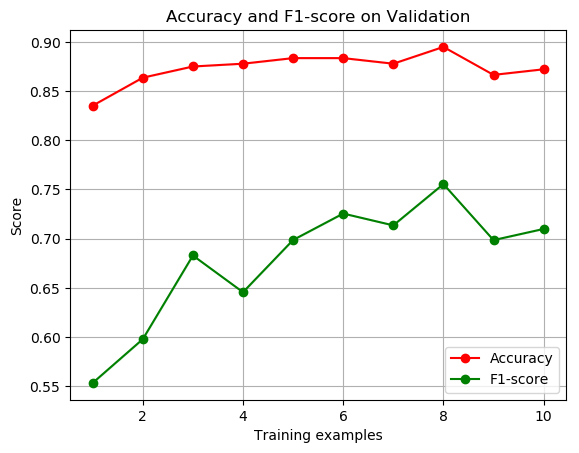 Accuracy and F1-score on Validation
0.90
0.85
0.80
0.75
0.70
0.65
0.60
0.55
Score
2 4 6 8 10
Training examples
Accuracy
F1-score